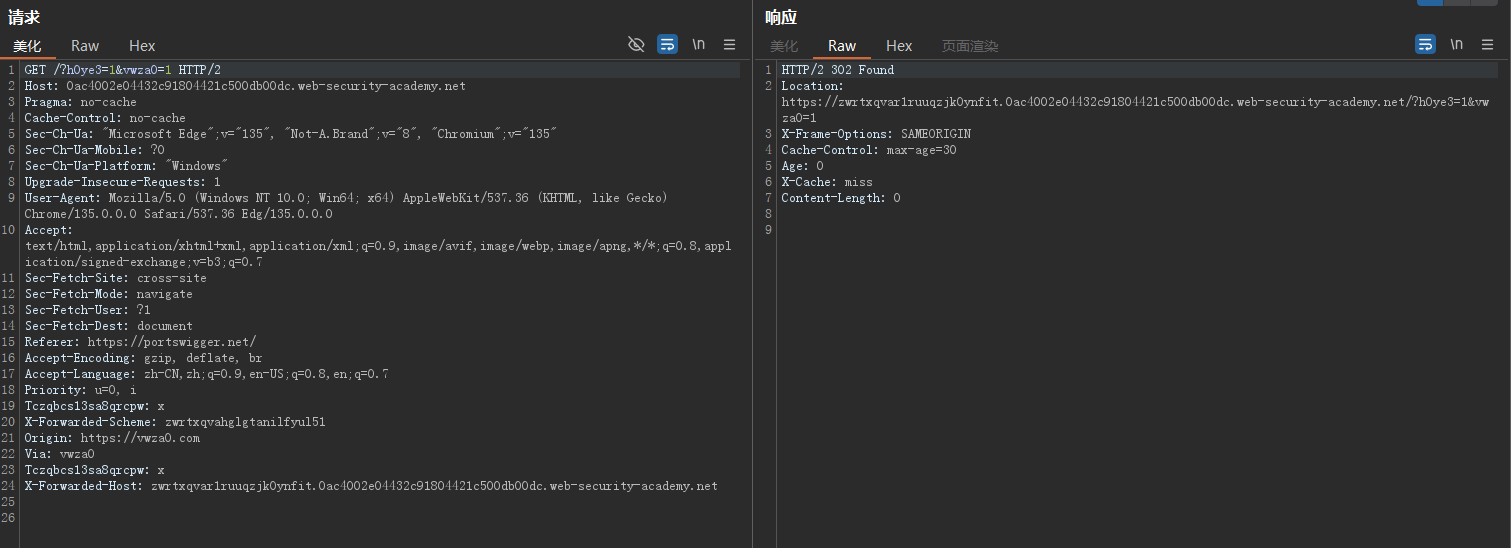 请求
美化 Raw Hex
\n
1 GET /?h0ye3=1&vwza0=1 HTTP/2
2 Host: 0ac4002e04432c91804421c500db00dc.web-security-academy.net
3 Pragma: no-cache
4 Cache-Control: no-cache
5 Sec-Ch-Ua: "Microsoft Edge";v="135", "Not-A.Brand";v="8", "Chromium";v="135"
6 Sec-Ch-Ua-Mobile: ?0
7 Sec-Ch-Ua-Platform: "Windows"
8 Upgrade-Insecure-Requests: 1
9 User-Agent: Mozilla/5.0 (Windows NT 10.0; Win64; x64) AppleWebKit/537.36 (KHTML, like Gecko)
Chrome/135.0.0.0 Safari/537.36 Edg/135.0.0.0
10 Accept:
text/html,application/xhtml+xml,application/xml;q=0.9,image/avif,image/webp,image/apng,*/*;q=0.8,appl
ication/signed-exchange;v=b3;q=0.7
11 Sec-Fetch-Site: cross-site
12 Sec-Fetch-Mode: navigate
13 Sec-Fetch-User: ?1
14 Sec-Fetch-Dest: document
15 Referer: https://portswigger.net/
16 Accept-Encoding: gzip, deflate, br
17 Accept-Language: zh-CN,zh;q=0.9,en-US;q=0.8,en;q=0.7
18 Priority: u=0, i
19 Tczqbcs13sa8qrcpw: x
20 X-Forwarded-Scheme: zwrtxqvahglgtanilfyul51
21 Origin: https://vwza0.com
22 Via: vwza0
23 Tczqbcs13sa8qrcpw: x
24 X-Forwarded-Host: zwrtxqvar1ruuqzjk0ynfit.0ac4002e04432c91804421c500db00dc.web-security-academy.net
25
26
响应
美化 Raw Hex 页面渲染
\n
1 HTTP/2 302 Found
2 Location:
https://zwrtxqvar1ruuqzjk0ynfit.0ac4002e04432c91804421c500db00dc.web-security-academy.net/?h0ye3=1&vw
za0=1
3 X-Frame-Options: SAMEORIGIN
4 Cache-Control: max-age=30
5 Age: 0
6 X-Cache: miss
7 Content-Length: 0
8
9